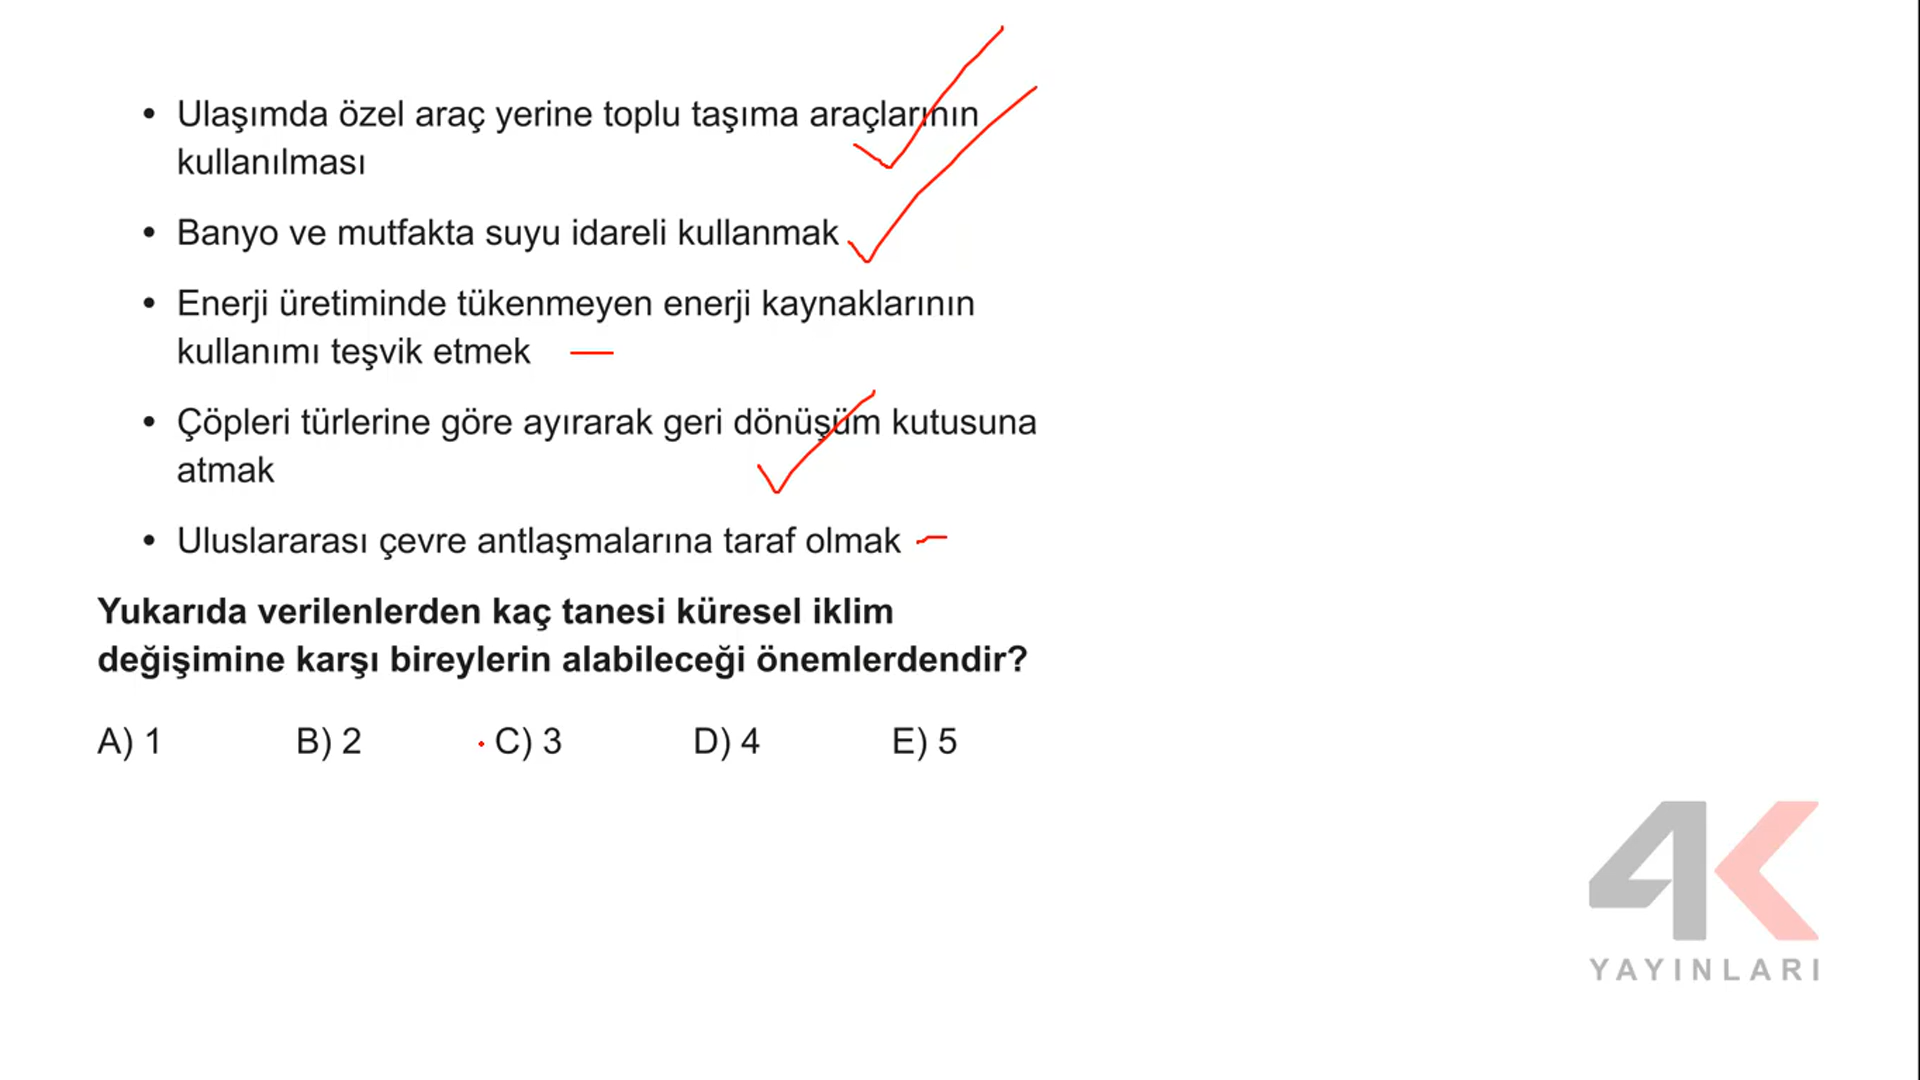 • Ulaşımda özel araç yerine toplu taşıma araçlarının
kullanılması
• Banyo ve mutfakta suyu idareli kullanmak
• Enerji üretiminde tükenmeyen enerji kaynaklarının
kullanımı teşvik etmek
• Çöpleri türlerine göre ayırarak geri dönüşüm kutusuna
atmak
• Uluslararası çevre antlaşmalarına taraf olmak
Yukarıda verilenlerden kaç tanesi küresel iklim
değişimine karşı bireylerin alabileceği önemlerdendir?
A) 1 B) 2 C) 3 D) 4 E) 5
4K
YAYINLARI